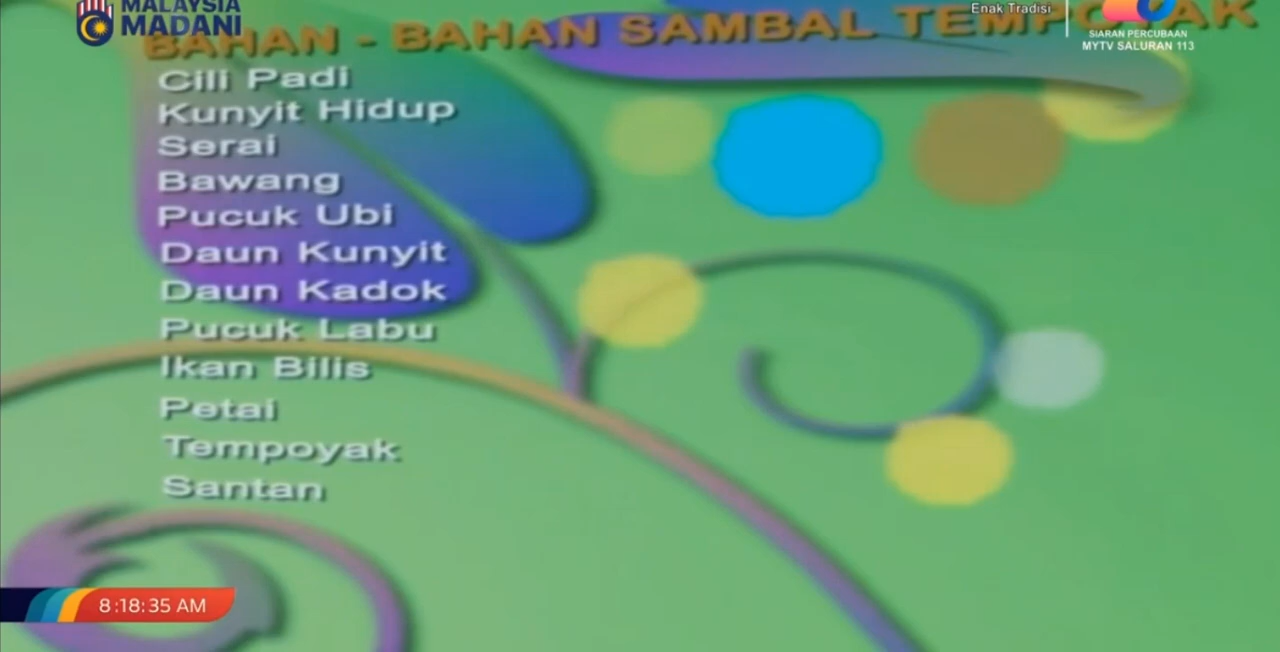 MALAYSIA
MADANI
Enak Tradisi
SIARAN PERCUBAAN
MYTV SALURAN 113
BAHAN - BAHAN SAMBAL TEMPOYAK
Cili Padi
Kunyit Hidup
Serai
Bawang
Pucuk Ubi
Daun Kunyit
Daun Kadok
Pucuk Labu
Ikan Bilis
Petai
Tempoyak
Santan
8:18:35 AM